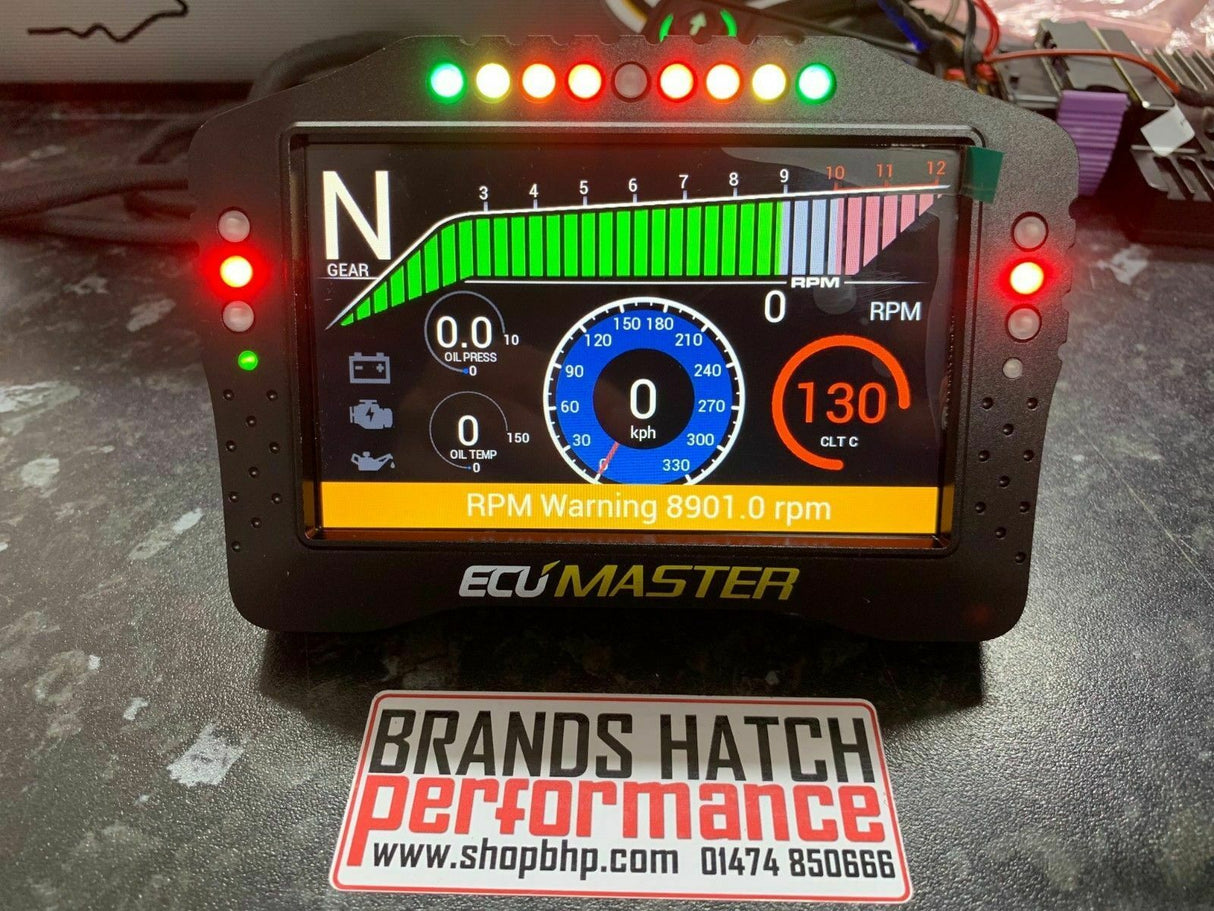 N
GEAR
3 4 5 6 7 8 9 10 11 12
RPM
0 RPM
0.0
10
OIL PRESS
0
0
150
OIL TEMP
0
0 30 60 90 120 150 180 210 240 270 300 330
0
kph
130
CLT C
RPM Warning 8901.0 rpm
ECUMASTER
BRANDS HATCH
performance
www.shopbhp.com 01474 850666